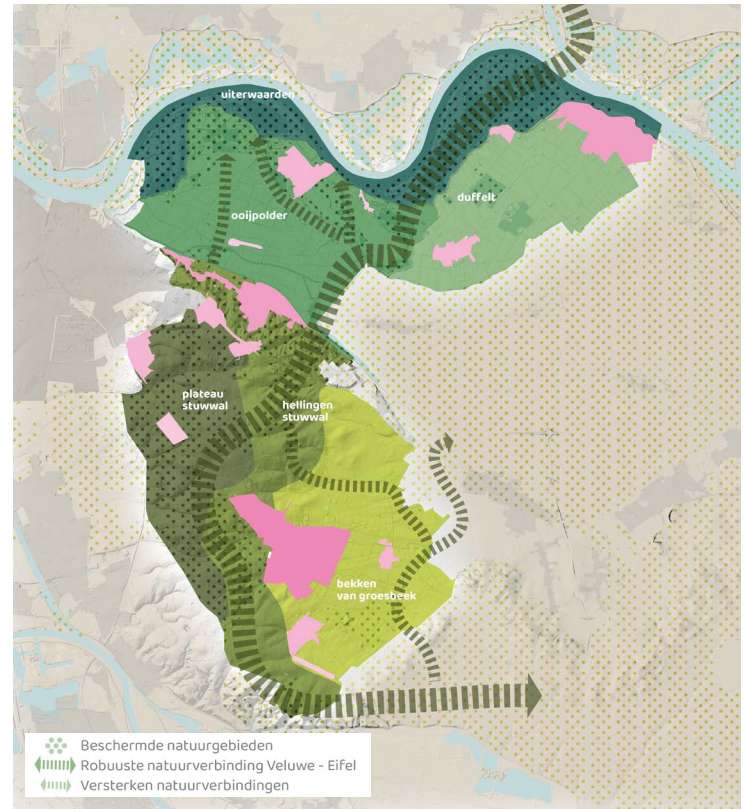 uiterwaarden
ooijpolder
duffelt
plateau
stuwwal
hellingen
stuwwal
bekken
van groesbeek
Beschermde natuurgebieden
Robuuste natuurverbinding Veluwe - Eifel
Versterken natuurverbindingen